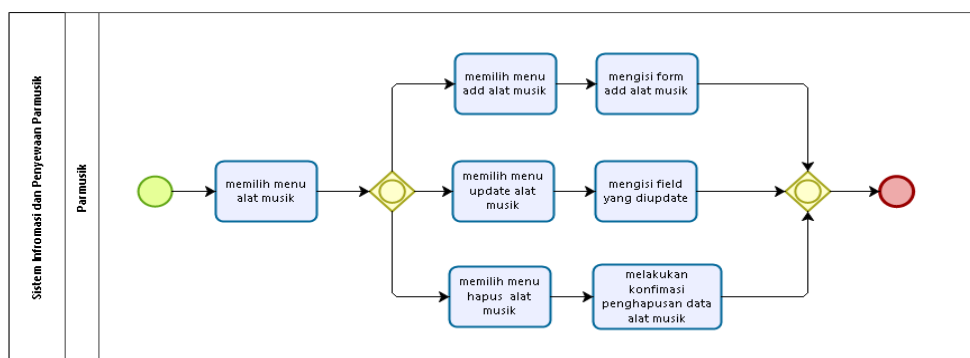 Sistem Infromasi dan Penyewaan Parmusik
Parmusik
memilih menu
alat musik
memilih menu
add alat musik
mengisi form
add alat musik
memilih menu
update alat
musik
mengisi field
yang diupdate
memilih menu
hapus alat
musik
melakukan
konfimasi
penghapusan data
alat musik